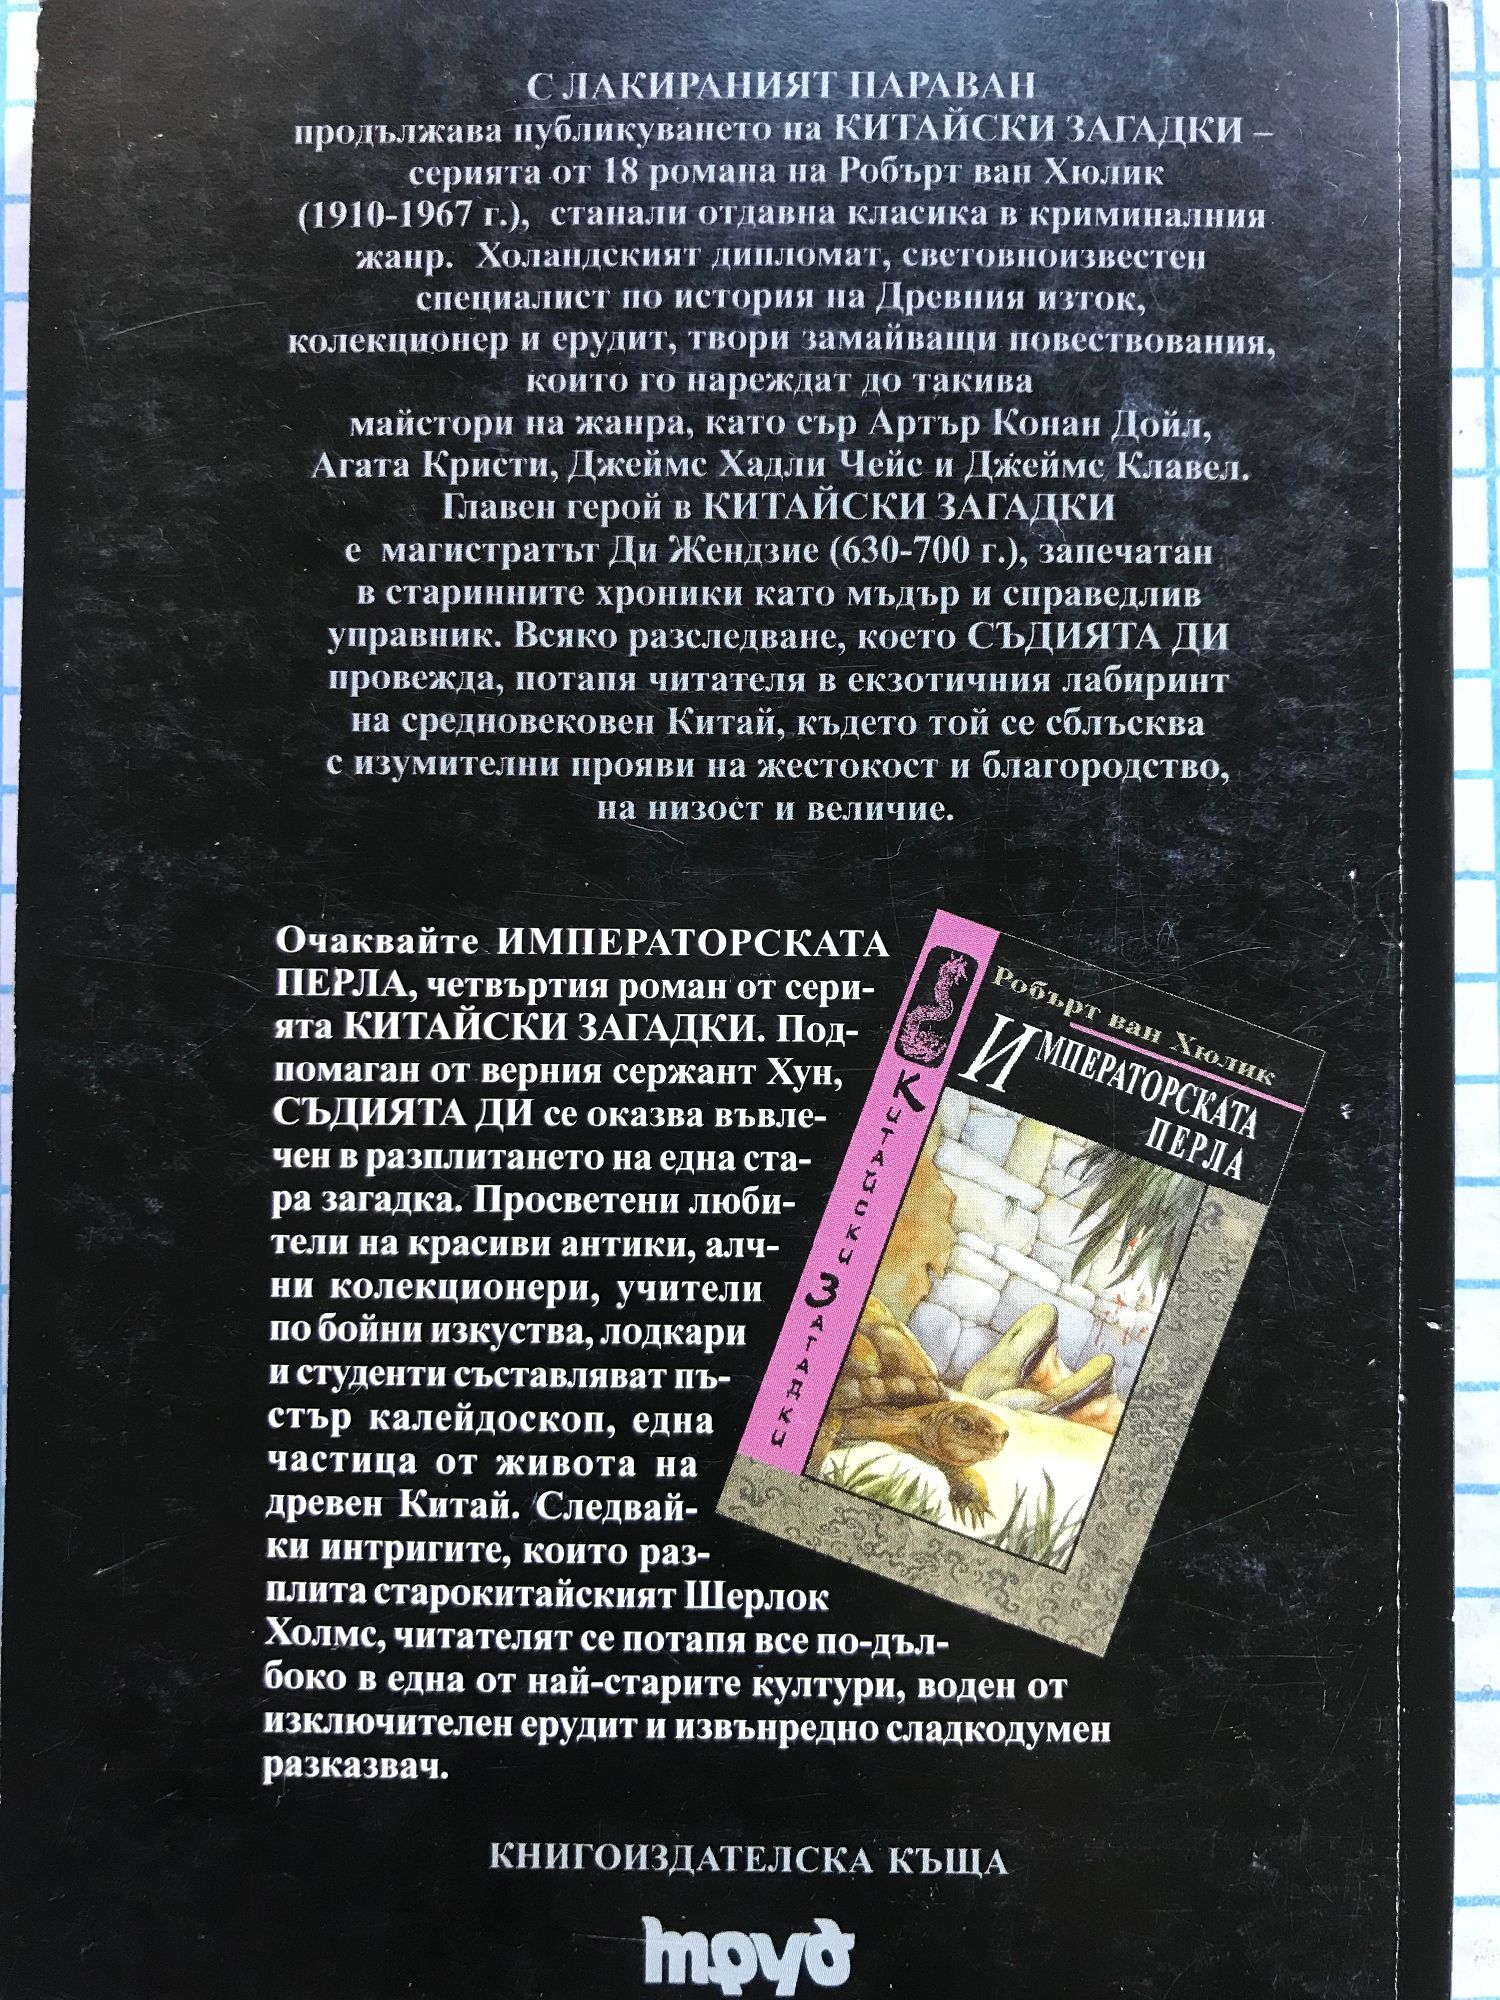 С ЛАКИРАНИЯТ ПАРАВАН
продължава публикуването на КИТАЙСКИ ЗАГАДКИ –
серията от 18 романа на Робърт ван Хюлик
(1910-1967 г.), станали отдавна класика в криминалния
жанр. Холандският дипломат, световноизвестен
специалист по история на Древния изток,
колекционер и ерудит, твори замайващи повествования,
които го нареждат до такива
майстори на жанра, като сър Артър Конан Дойл,
Агата Кристи, Джеймс Хадли Чейс и Джеймс Клавел.
Главен герой в КИТАЙСКИ ЗАГАДКИ
е магистратът Ди Жендзие (630-700 г.), запечатан
в старинните хроники като мъдър и справедлив
управник. Всяко разследване, което СЪДИЯТА ДИ
провежда, потапя читателя в екзотичния лабиринт
на средновековен Китай, където той се сблъсква
с изумителни прояви на жестокост и благородство,
на низост и величие.
Очаквайте ИМПЕРАТОРСКАТА
ПЕРЛА, четвъртия роман от сери-
ята КИТАЙСКИ ЗАГАДКИ. Под-
помаган от верния сержант Хун,
СЪДИЯТА ДИ се оказва въвле-
чен в разплитането на една ста-
ра загадка. Просветени люби-
тели на красиви антики, алч-
ни колекционери, учители
по бойни изкуства, лодкари
и студенти съставляват пъ-
стър калейдоскоп, една
частица от живота на
древен Китай. Следвай-
ки интригите, които раз-
плита старокитайският Шерлок
Холмс, читателят се потапя все по-дъл-
боко в една от най-старите култури, воден от
изключителен ерудит и извънредно сладкодумен
разказвач.
Робърт ван Хюлик
ИМПЕРАТОРСКАТА
ПЕРЛА
КИТАЙСКИ ЗАГАДКИ
КНИГОИЗДАТЕЛСКА КЪЩА
труд